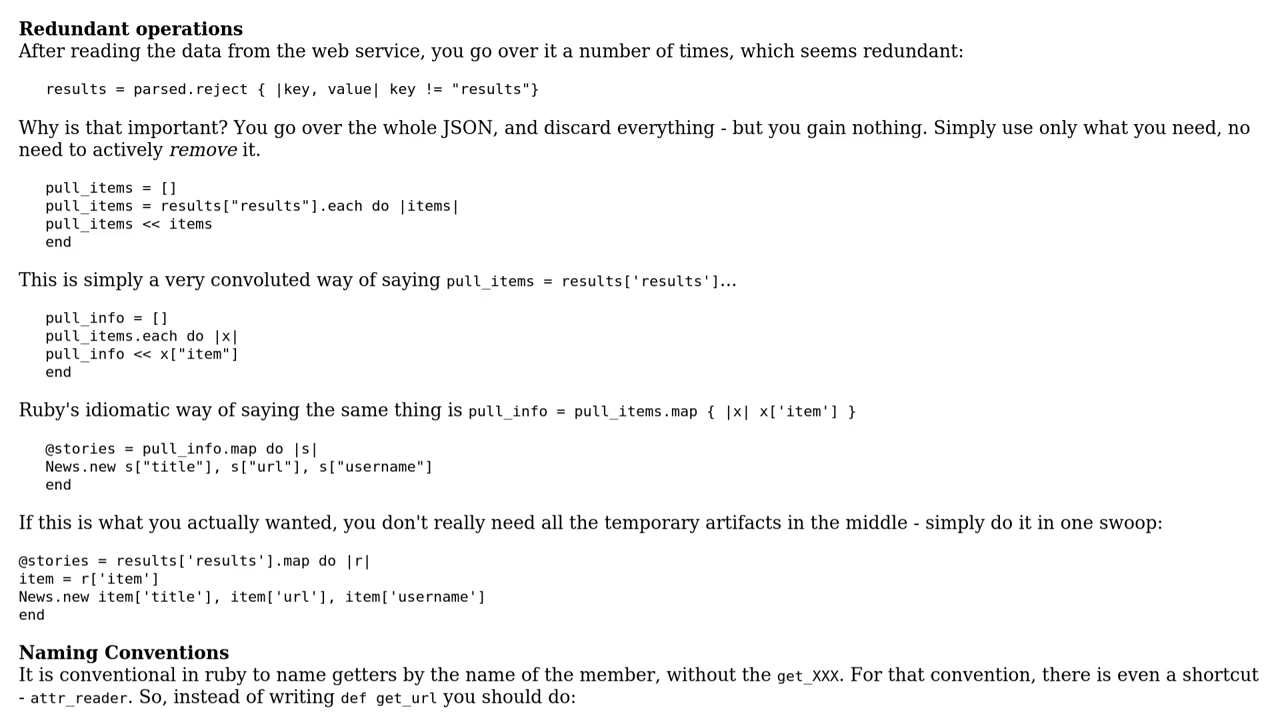 Redundant operations
After reading the data from the web service, you go over it a number of times, which seems redundant:
results = parsed.reject { |key, value| key != "results"}
Why is that important? You go over the whole JSON, and discard everything - but you gain nothing. Simply use only what you need, no
need to actively remove it.
pull_items = []
pull_items = results["results"].each do |items|
pull_items << items
end
This is simply a very convoluted way of saying pull_items = results['results']...
pull_info = []
pull_items.each do |x|
pull_info << x["item"]
end
Ruby's idiomatic way of saying the same thing is pull_info = pull_items.map { |x| x['item'] }
@stories = pull_info.map do |s|
News.new s["title"], s["url"], s["username"]
end
If this is what you actually wanted, you don't really need all the temporary artifacts in the middle - simply do it in one swoop:
@stories = results['results'].map do |r|
item = r['item']
News.new item['title'], item['url'], item['username']
end
Naming Conventions
It is conventional in ruby to name getters by the name of the member, without the get_XXX. For that convention, there is even a shortcut
- attr_reader. So, instead of writing def get_url you should do: